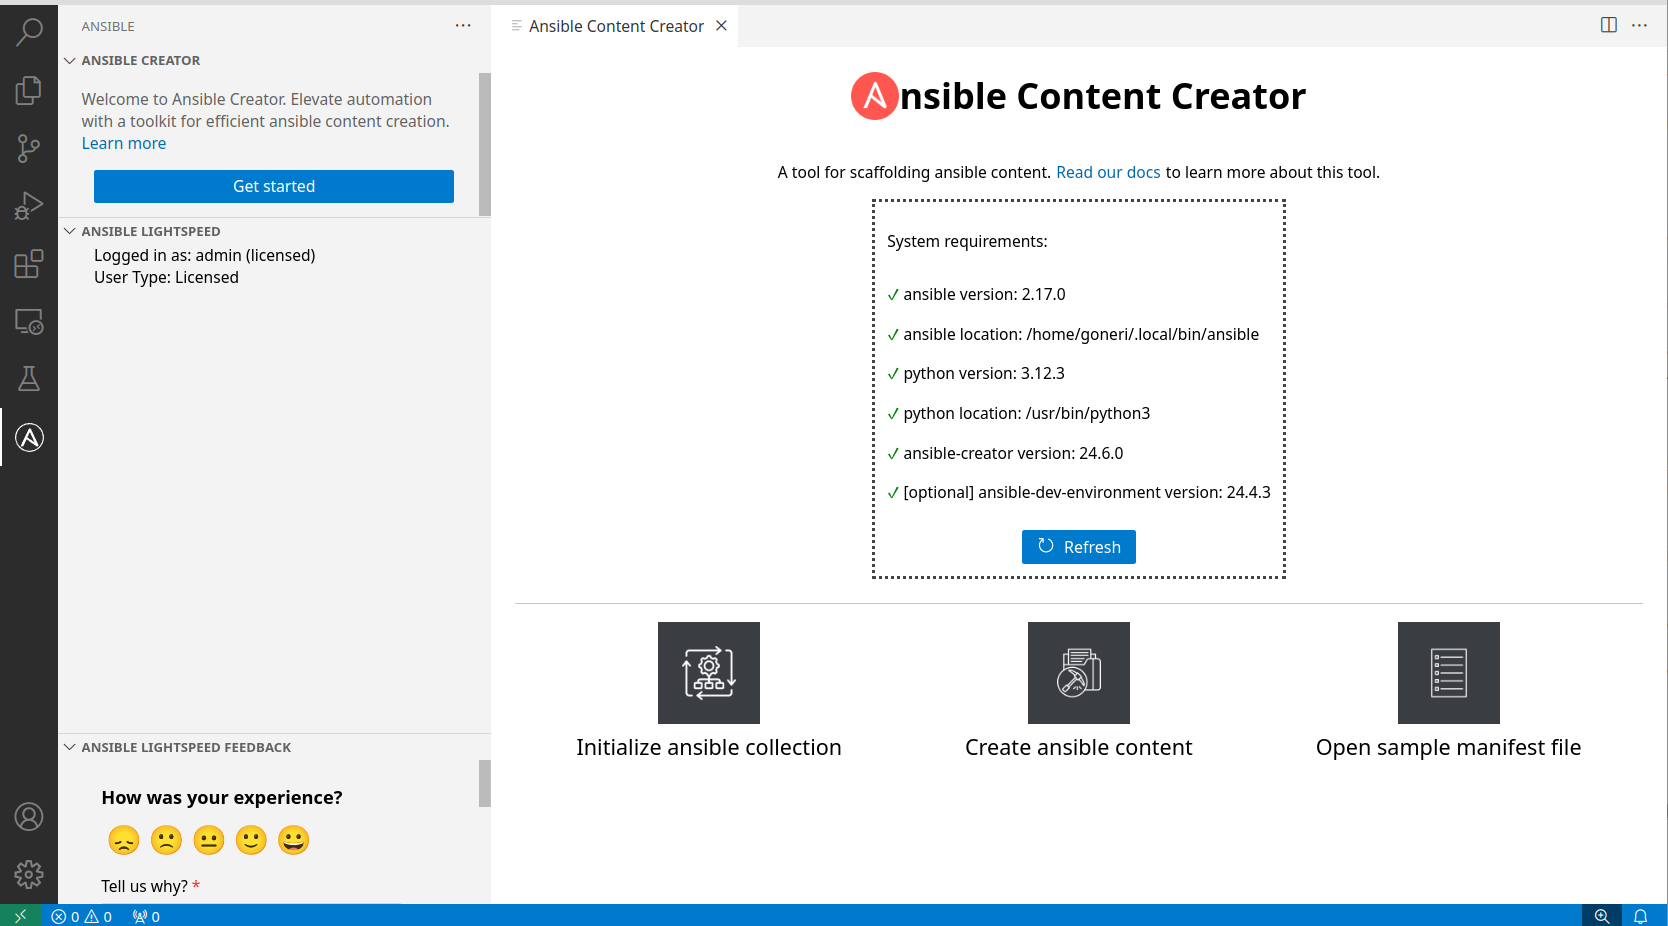 ANSIBLE
ANSIBLE CREATOR
Welcome to Ansible Creator. Elevate automation
with a toolkit for efficient ansible content creation.
Learn more
Get started
ANSIBLE LIGHTSPEED
Logged in as: admin (licensed)
User Type: Licensed
ANSIBLE LIGHTSPEED FEEDBACK
How was your experience?
Tell us why? *
Ansible Content Creator
nsible Content Creator
A tool for scaffolding ansible content. Read our docs to learn more about this tool.
System requirements:
✓ ansible version: 2.17.0
✓ ansible location: /home/goneri/.local/bin/ansible
✓ python version: 3.12.3
✓ python location: /usr/bin/python3
✓ ansible-creator version: 24.6.0
✓ [optional] ansible-dev-environment version: 24.4.3
Refresh
Initialize ansible collection
Create ansible content
Open sample manifest file
0 0 0